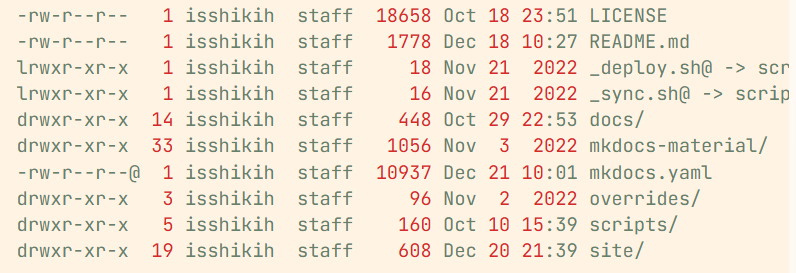 -rw-r--r--   1 isshikih  staff  18658 Oct 18 23:51 LICENSE
-rw-r--r--   1 isshikih  staff   1778 Dec 18 10:27 README.md
lrwxr-xr-x   1 isshikih  staff     18 Nov 21  2022 _deploy.sh@ -> scr
lrwxr-xr-x   1 isshikih  staff     16 Nov 21  2022 _sync.sh@ -> scrip
drwxr-xr-x  14 isshikih  staff    448 Oct 29 22:53 docs/
drwxr-xr-x  33 isshikih  staff   1056 Nov  3  2022 mkdocs-material/
-rw-r--r--@  1 isshikih  staff  10937 Dec 21 10:01 mkdocs.yaml
drwxr-xr-x   3 isshikih  staff     96 Nov  2  2022 overrides/
drwxr-xr-x   5 isshikih  staff    160 Oct 10 15:39 scripts/
drwxr-xr-x  19 isshikih  staff    608 Dec 20 21:39 site/